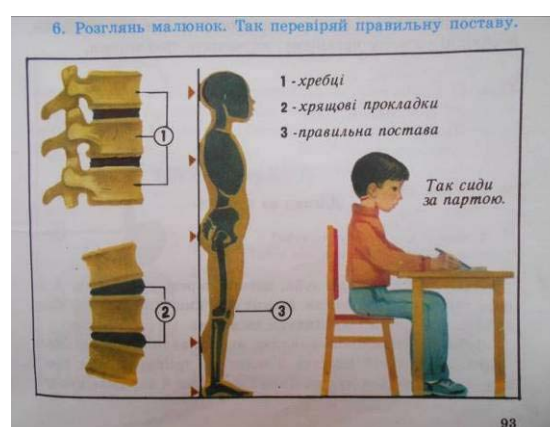 6. Розглянь малюнок. Так перевіряй правильну поставу.
1 - хребці
2 - хрящові прокладки
3 - правильна постава
Так сиди
за партою.
1
2
3
93